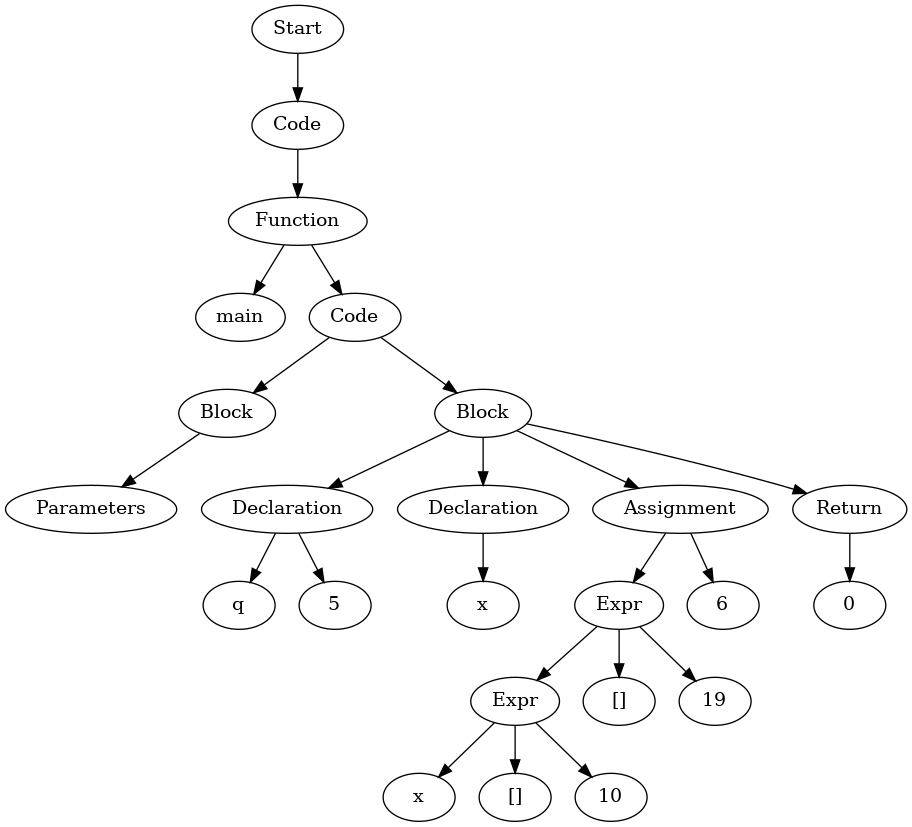 Start
Code
Function
main
Code
Block
Block
Parameters
Declaration
Declaration
Assignment
Return
q
5
x
Expr
6
0
Expr
[]
19
x
[]
10